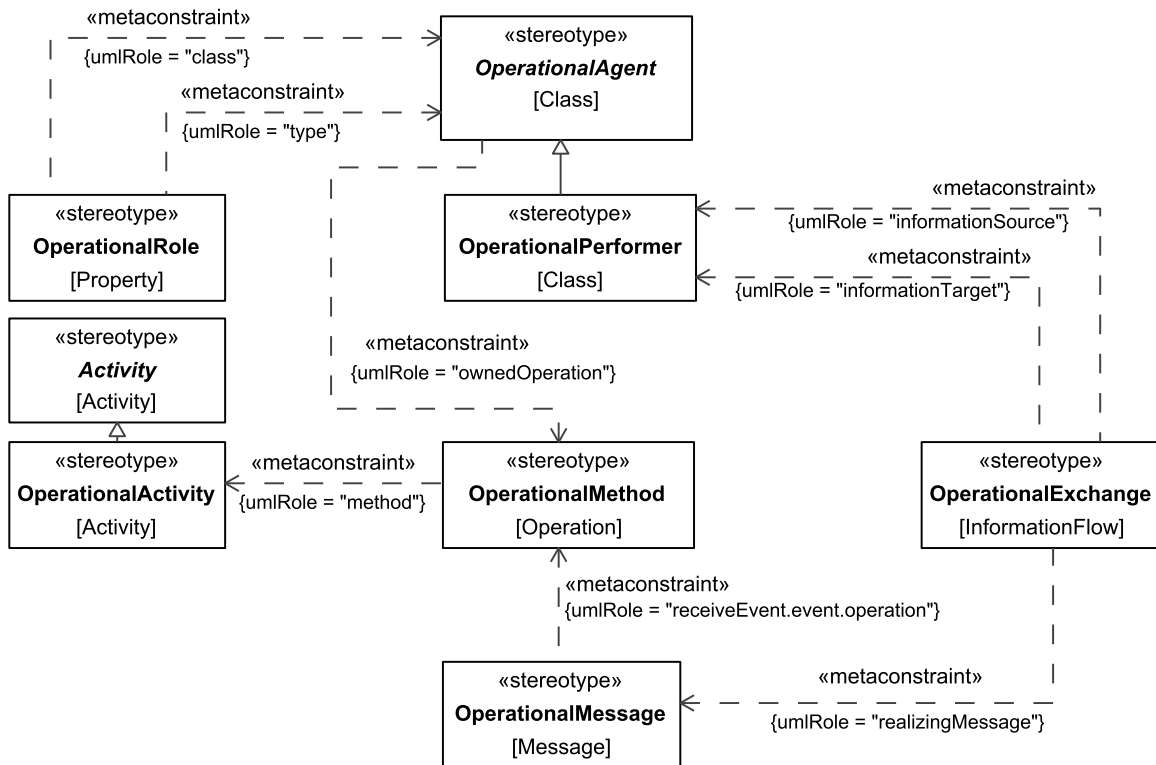 «metaconstraint»
{umlRole = "class"}
«metaconstraint»
{umlRole = "type"}
«stereotype»
OperationalAgent
[Class]
«stereotype»
OperationalRole
[Property]
«stereotype»
OperationalPerformer
[Class]
«metaconstraint»
{umlRole = "informationSource"}
«metaconstraint»
{umlRole = "informationTarget"}
«stereotype»
Activity
[Activity]
«metaconstraint»
{umlRole = "ownedOperation"}
«stereotype»
OperationalActivity
[Activity]
«metaconstraint»
{umlRole = "method"}
«stereotype»
OperationalMethod
[Operation]
«stereotype»
OperationalExchange
[InformationFlow]
«metaconstraint»
{umlRole = "receiveEvent.event.operation"}
«stereotype»
OperationalMessage
[Message]
«metaconstraint»
{umlRole = "realizingMessage"}